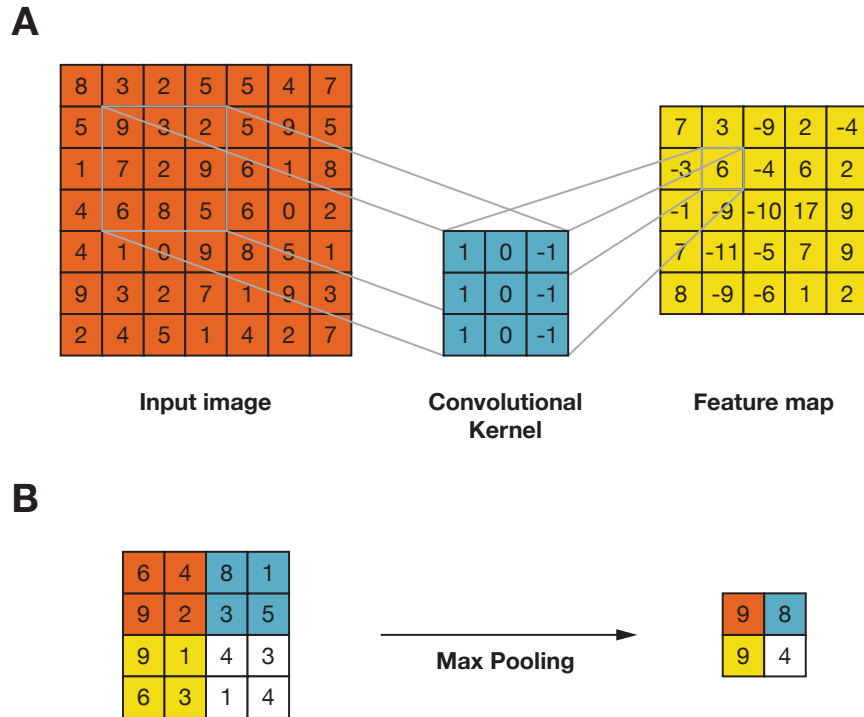 A
8 3 2 5 5 4 7
5 9 3 2 5 9 5
1 7 2 9 6 1 8
4 6 8 5 6 0 2
4 1 0 9 8 5 1
9 3 2 7 1 9 3
2 4 5 1 4 2 7
Input image
1 0 -1
1 0 -1
1 0 -1
Convolutional
Kernel
7 3 -9 2 -4
-3 6 -4 6 2
-1 -9 -10 17 9
7 -11 -5 7 9
8 -9 -6 1 2
Feature map
B
6 4 8 1
9 2 3 5
9 1 4 3
6 3 1 4
Max Pooling
9 8
9 4